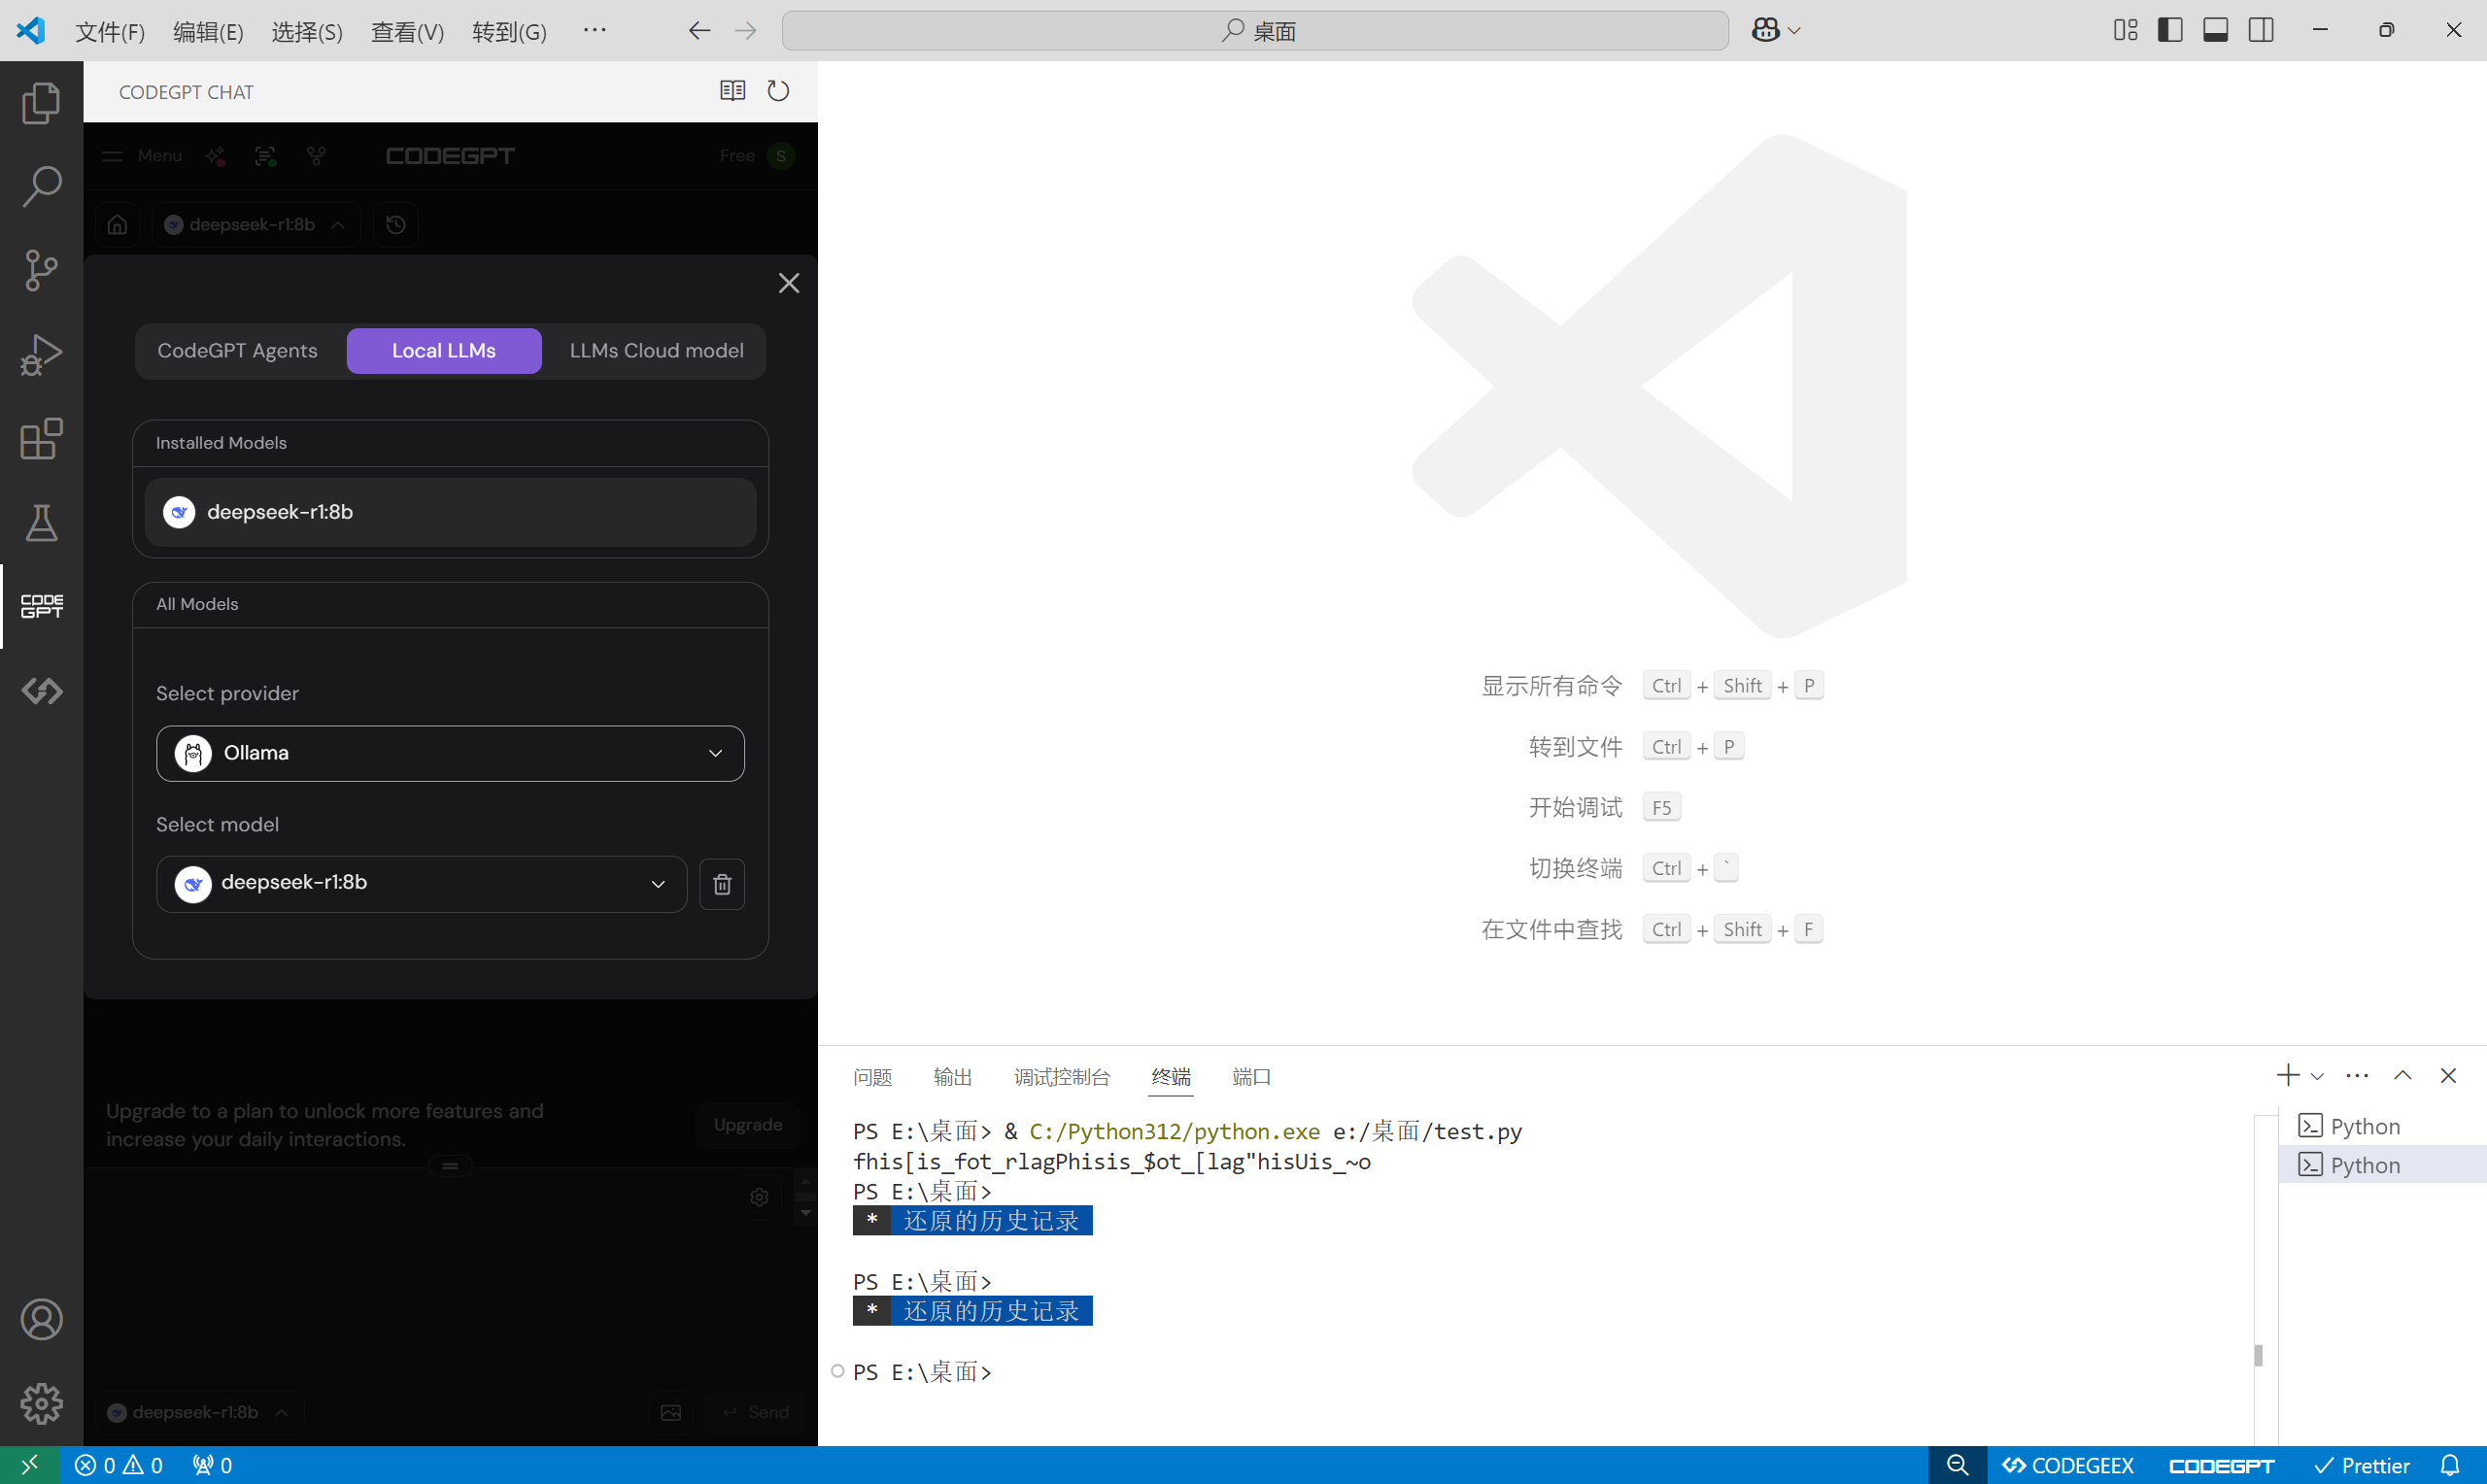 文件(F) 编辑(E) 选择(S) 查看(V) 转到(G) ··· 桌面
CODEGPT CHAT
Menu CODEGPT Free S
deepseek-r1:8b
CodeGPT Agents Local LLMs LLMs Cloud model
Installed Models
deepseek-r1:8b
All Models
Select provider
Ollama
Select model
deepseek-r1:8b
Upgrade to a plan to unlock more features and
increase your daily interactions.
Upgrade
deepseek-r1:8b Send
CODE
GPT
显示所有命令 Ctrl + Shift + P
转到文件 Ctrl + P
开始调试 F5
切换终端 Ctrl + `
在文件中查找 Ctrl + Shift + F
问题 输出 调试控制台 终端 端口
PS E:\桌面> & C:/Python312/python.exe e:/桌面/test.py
fhis[is_fot_rlagPhisis_$ot_[lag"hisUis_~o
PS E:\桌面>
* 还原的历史记录
PS E:\桌面>
* 还原的历史记录
PS E:\桌面>
Python
Python
0 0 0 CODEGEEX CODEGPT Prettier